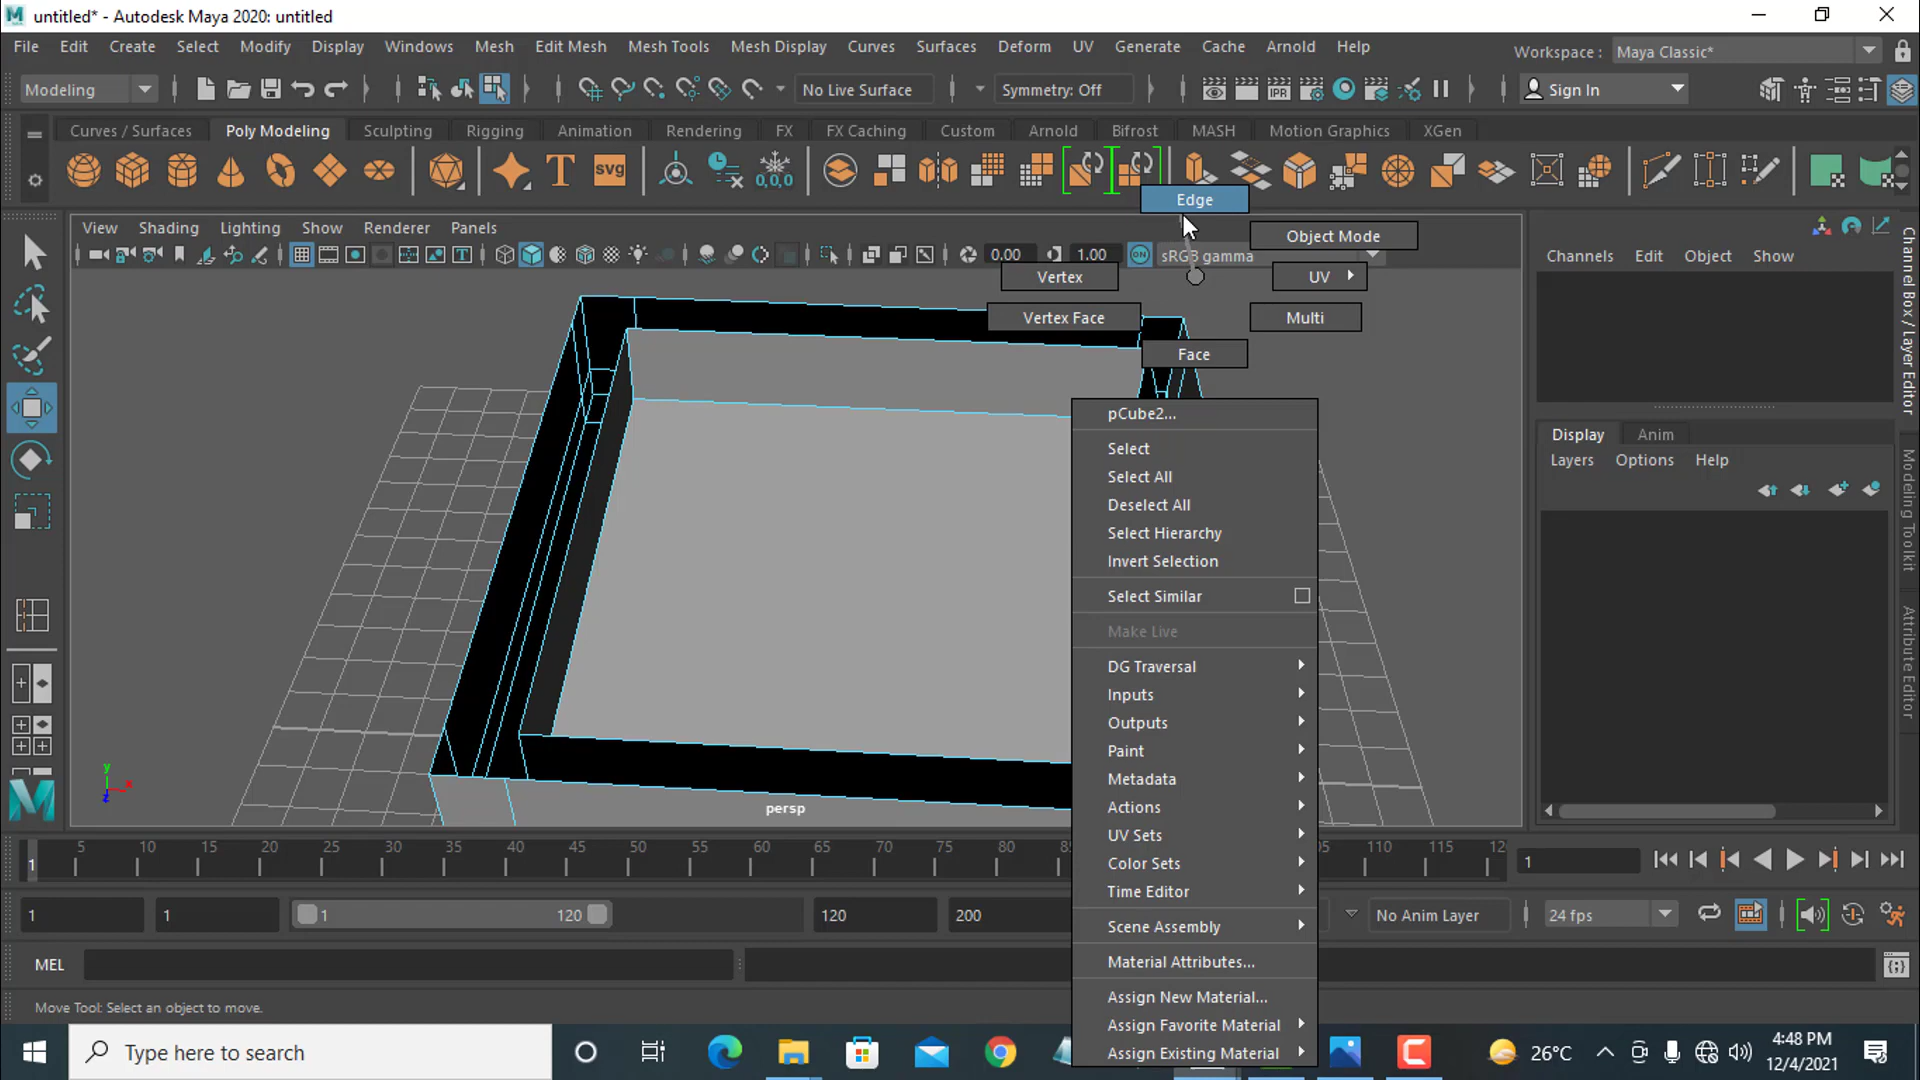 untitled* - Autodesk Maya 2020: untitled
File Edit Create Select Modify Display Windows Mesh Edit Mesh Mesh Tools Mesh Display Curves Surfaces Deform UV Generate Cache Arnold Help
Workspace : Maya Classic*
Modeling No Live Surface Symmetry: Off IPR Sign In
Curves / Surfaces Poly Modeling Sculpting Rigging Animation Rendering FX FX Caching Custom Arnold Bifrost MASH Motion Graphics XGen
T svg 0,0,0
Edge
View Shading Lighting Show Renderer Panels
Object Mode
0.00 1.00 ON sRGB gamma
Vertex UV
Vertex Face Multi
Face
Channels Edit Object Show
Channel Box / Layer Editor
Modeling Toolkit
Attribute Editor
Display Anim
Layers Options Help
pCube2...
Select
Select All
Deselect All
Select Hierarchy
Invert Selection
Select Similar
Make Live
DG Traversal
Inputs
Outputs
Paint
Metadata
Actions
UV Sets
Color Sets
Time Editor
Scene Assembly
Material Attributes...
Assign New Material...
Assign Favorite Material
Assign Existing Material
y x z
persp
1 5 10 15 20 25 30 35 40 45 50 55 60 65 70 75 80 05 110 115 1
1 1 1 120 120 200 No Anim Layer 24 fps
MEL
Move Tool: Select an object to move.
Type here to search
26°C
4:48 PM
12/4/2021